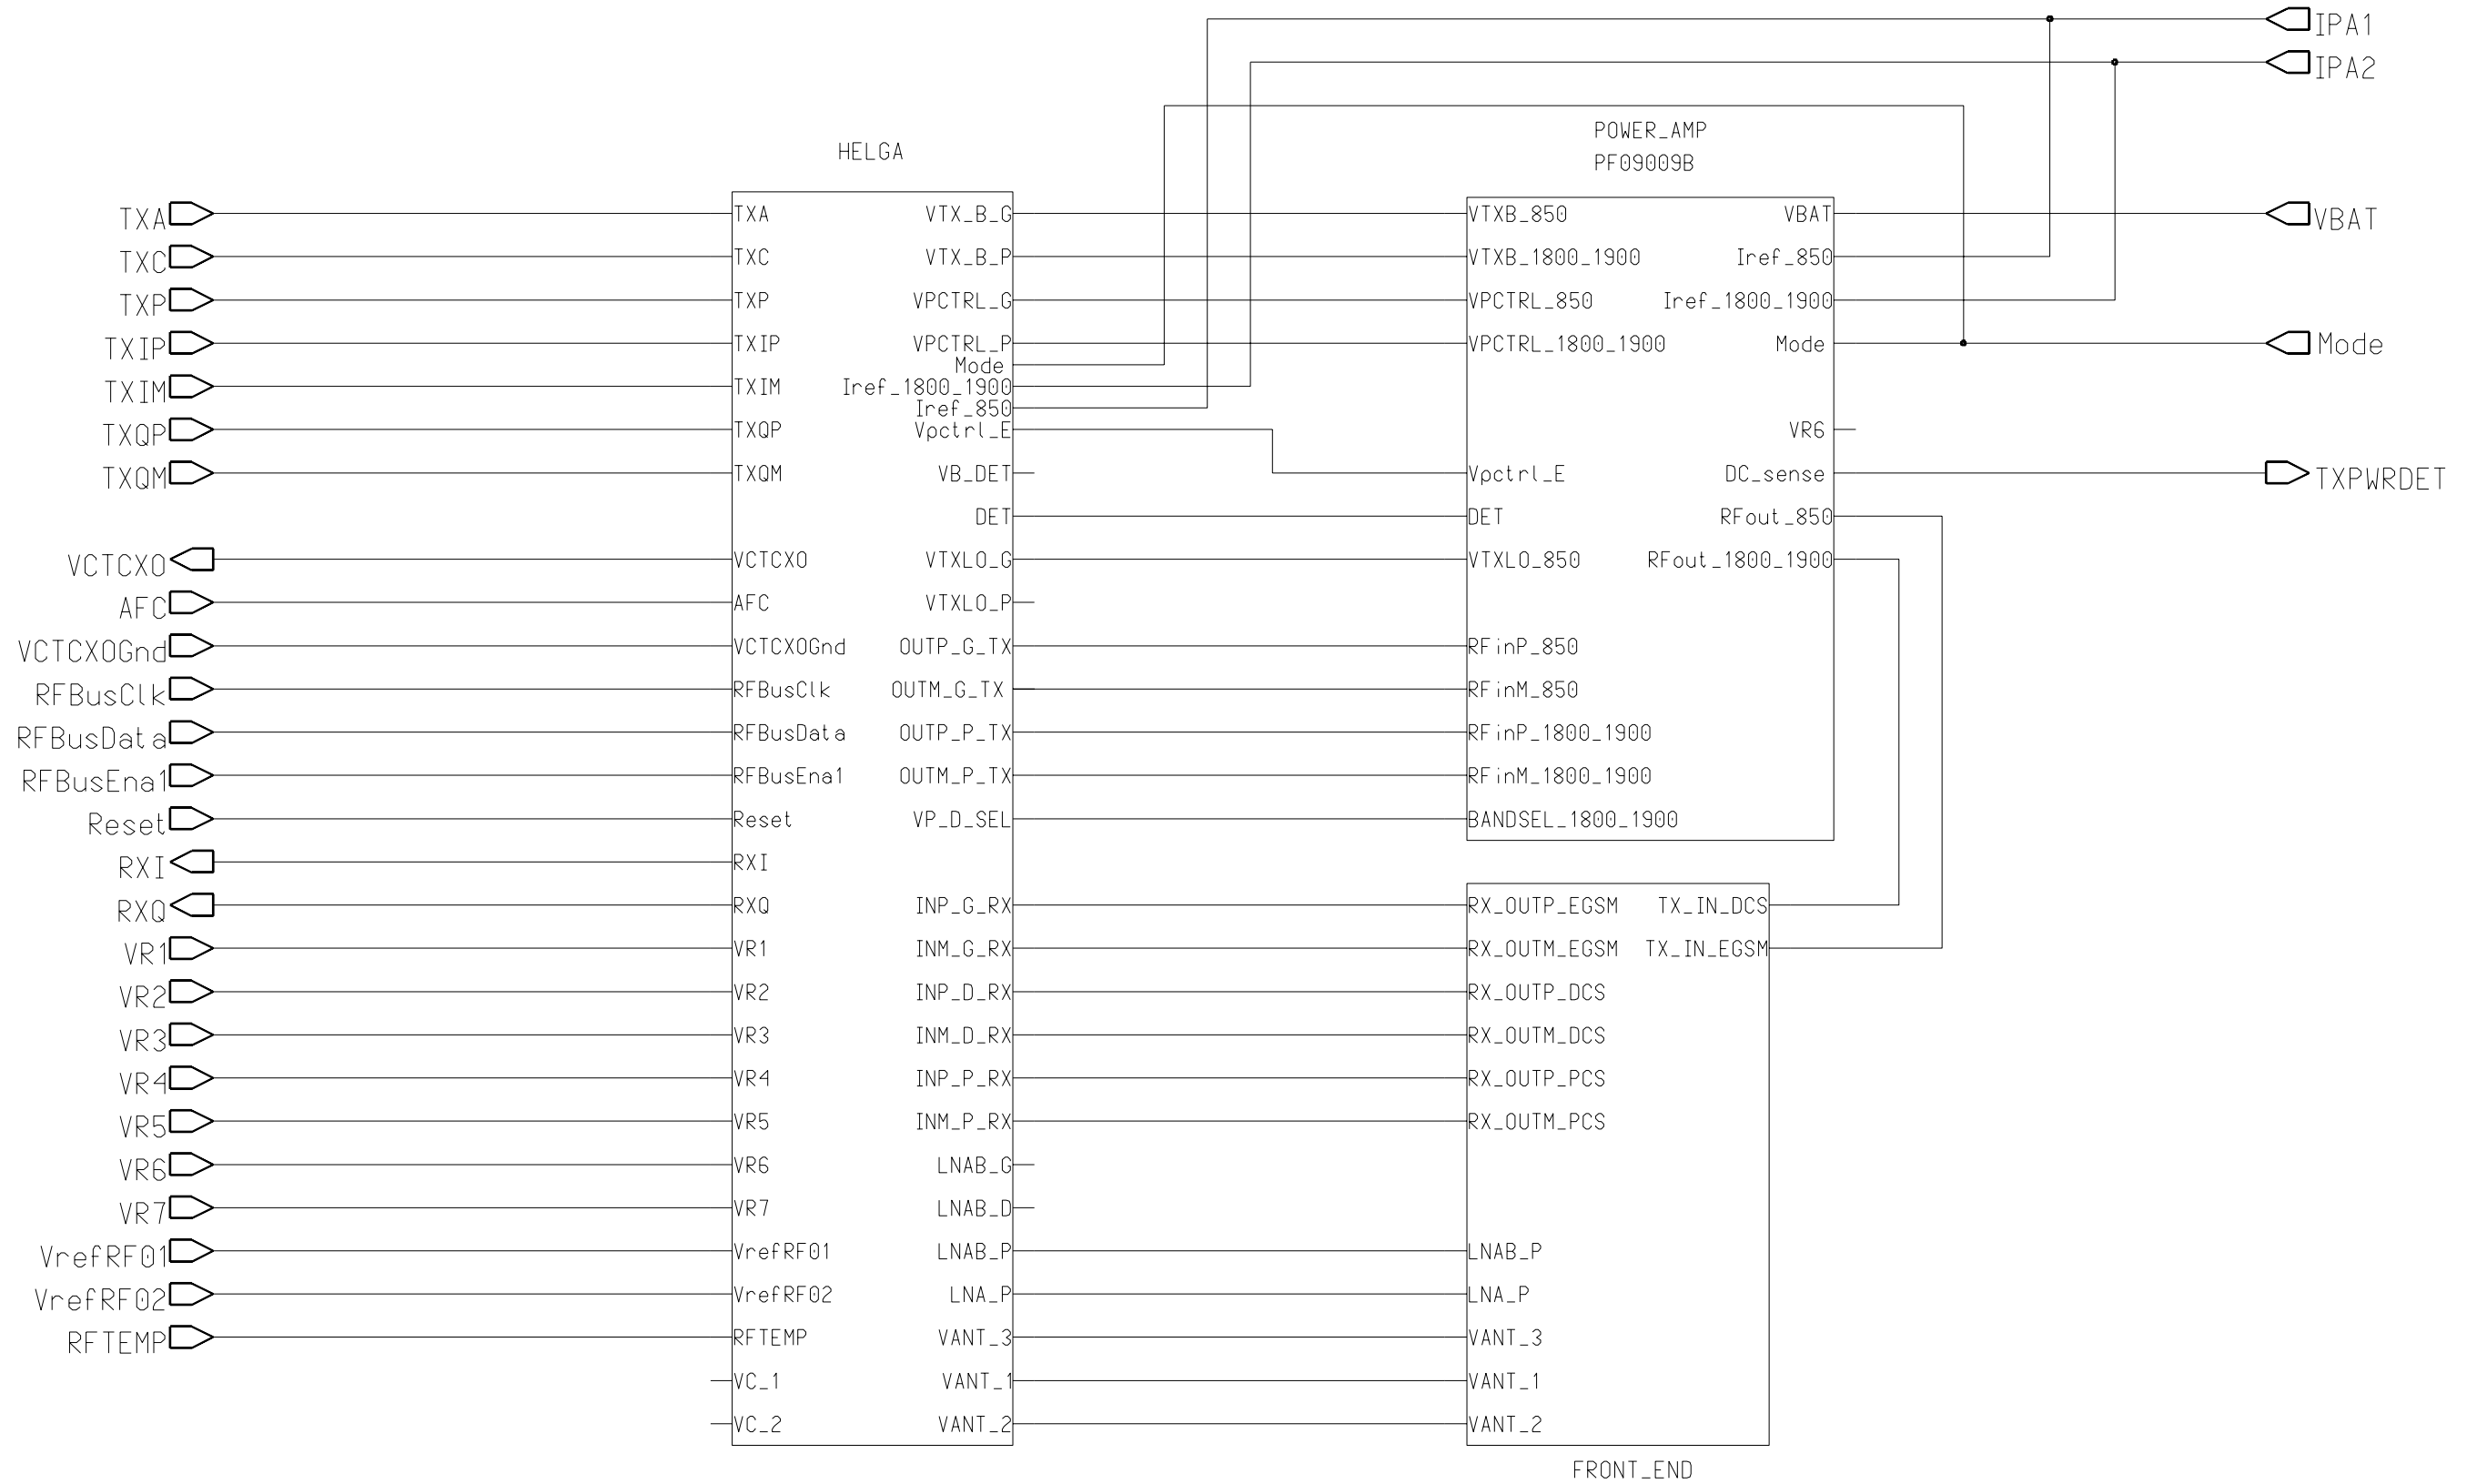 IPA1
IPA2
POWER_AMP
HELGA
PF09009B
TXA TXA VTX_B_G VTXB_850 VBAT VBAT
TXC TXC VTX_B_P VTXB_1800_1900 Iref_850
TXP TXP VPCTRL_G VPCTRL_850 Iref_1800_1900
TXIP TXIP VPCTRL_P VPCTRL_1800_1900 Mode Mode
Mode
TXIM TXIM Iref_1800_1900
Iref_850
TXQP TXQP Vpctrl_E VR6
TXQM TXQM VB_DET Vpctrl_E DC_sense TXPWRDET
DET DET RFout_850
VCTCXO VCTCXO VTXLO_G VTXLO_850 RFout_1800_1900
AFC AFC VTXLO_P
VCTCXOGnd VCTCXOGnd OUTP_G_TX RFinP_850
RFBusClk RFBusClk OUTM_G_TX RFinM_850
RFBusData RFBusData OUTP_P_TX RFinP_1800_1900
RFBusEna1 RFBusEna1 OUTM_P_TX RFinM_1800_1900
Reset Reset VP_D_SEL BANDSEL_1800_1900
RXI RXI
RXQ RXQ INP_G_RX RX_OUTP_EGSM TX_IN_DCS
VR1 VR1 INM_G_RX RX_OUTM_EGSM TX_IN_EGSM
VR2 VR2 INP_D_RX RX_OUTP_DCS
VR3 VR3 INM_D_RX RX_OUTM_DCS
VR4 VR4 INP_P_RX RX_OUTP_PCS
VR5 VR5 INM_P_RX RX_OUTM_PCS
VR6 VR6 LNAB_G
VR7 VR7 LNAB_D
VrefRF01 VrefRF01 LNAB_P LNAB_P
VrefRF02 VrefRF02 LNA_P LNA_P
RFTEMP RFTEMP VANT_3 VANT_3
VC_1 VANT_1 VANT_1
VC_2 VANT_2 VANT_2
FRONT_END